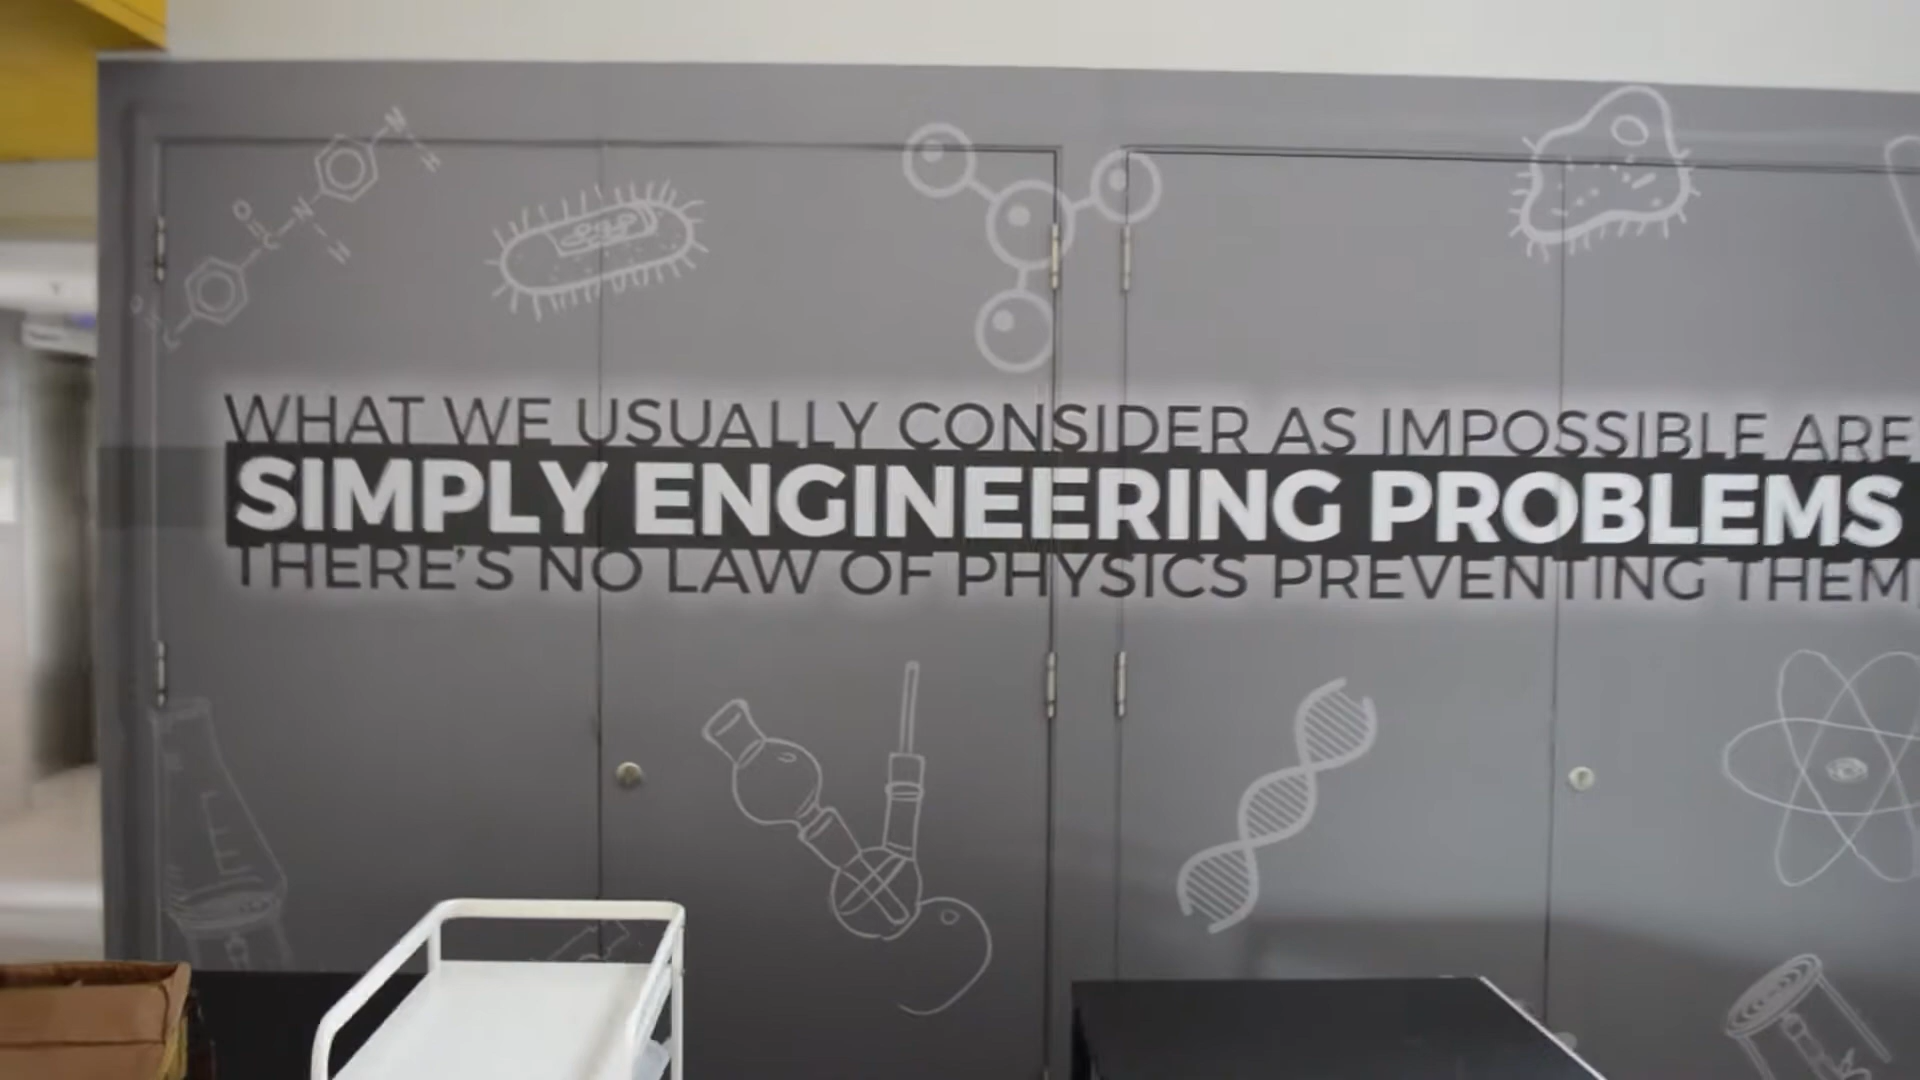 WHAT WE USUALLY CONSIDER AS IMPOSSIBLE ARE
SIMPLY ENGINEERING PROBLEMS
THERE'S NO LAW OF PHYSICS PREVENTING THEM